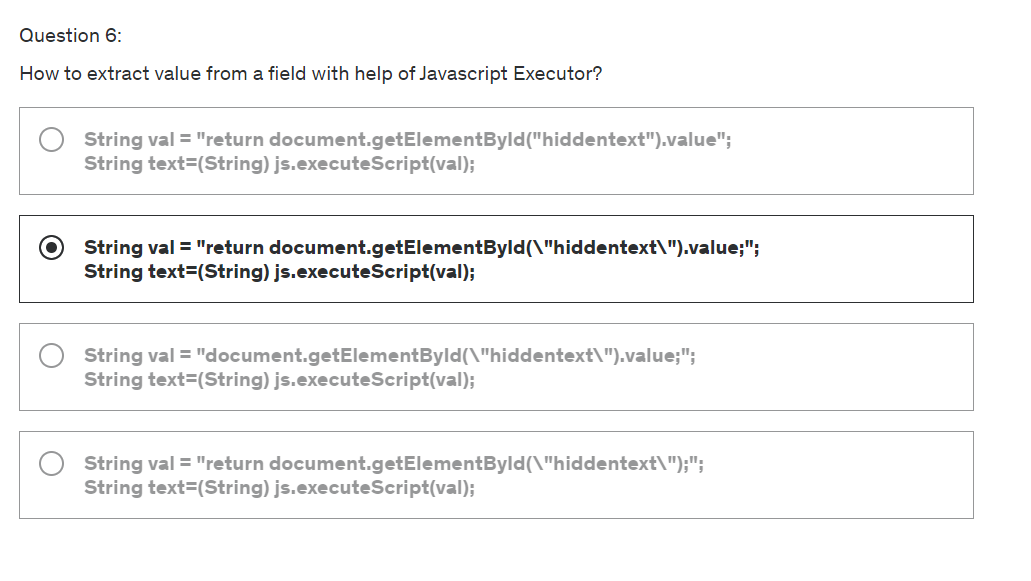 Question 6:
How to extract value from a field with help of Javascript Executor?
String val = "return document.getElementById("hiddentext").value";
String text=(String) js.executeScript(val);
String val = "return document.getElementById(\"hiddentext\").value;";
String text=(String) js.executeScript(val);
String val = "document.getElementById(\"hiddentext\").value;";
String text=(String) js.executeScript(val);
String val = "return document.getElementById(\"hiddentext\");";
String text=(String) js.executeScript(val);